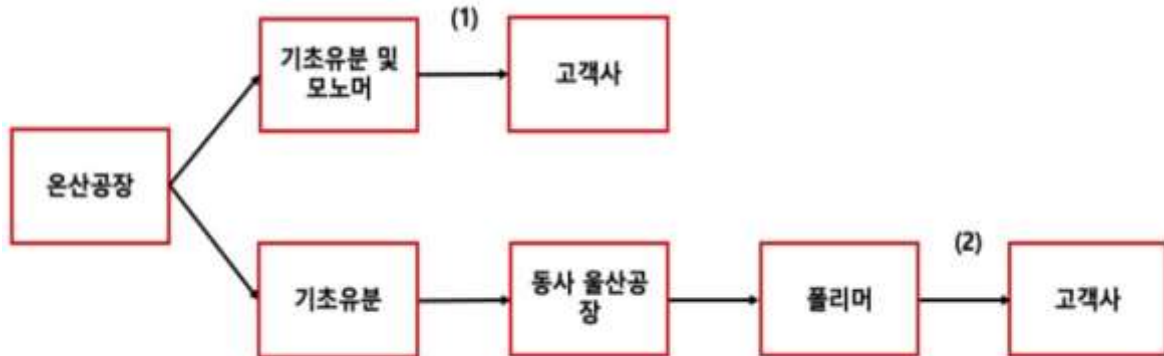 (1)
기초유분 및
모노머
고객사
온산공장
(2)
기초유분
동사 울산공
장
폴리머
고객사